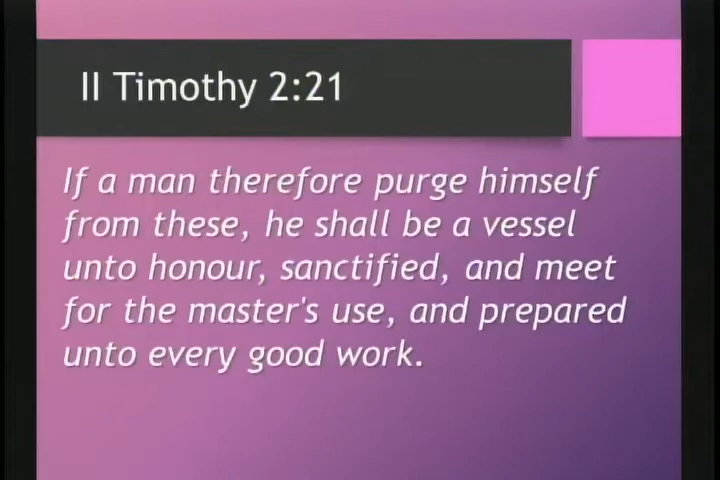 II Timothy 2:21
If a man therefore purge himself
from these, he shall be a vessel
unto honour, sanctified, and meet
for the master's use, and prepared
unto every good work.